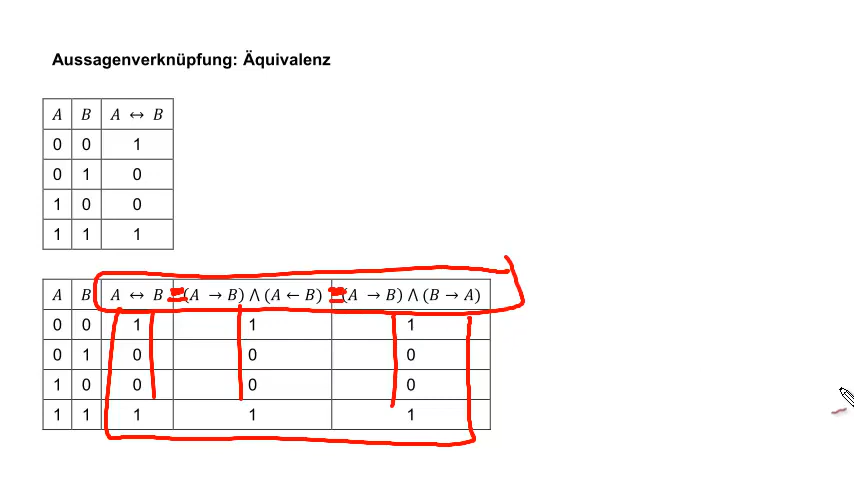 Aussagenverknüpfung: Äquivalenz
A B A ↔ B
0 0 1
0 1 0
1 0 0
1 1 1
A B A ↔ B ≡ (A → B) ∧ (A ← B) ≡ (A → B) ∧ (B → A)
0 0 1 1 1
0 1 0 0 0
1 0 0 0 0
1 1 1 1 1